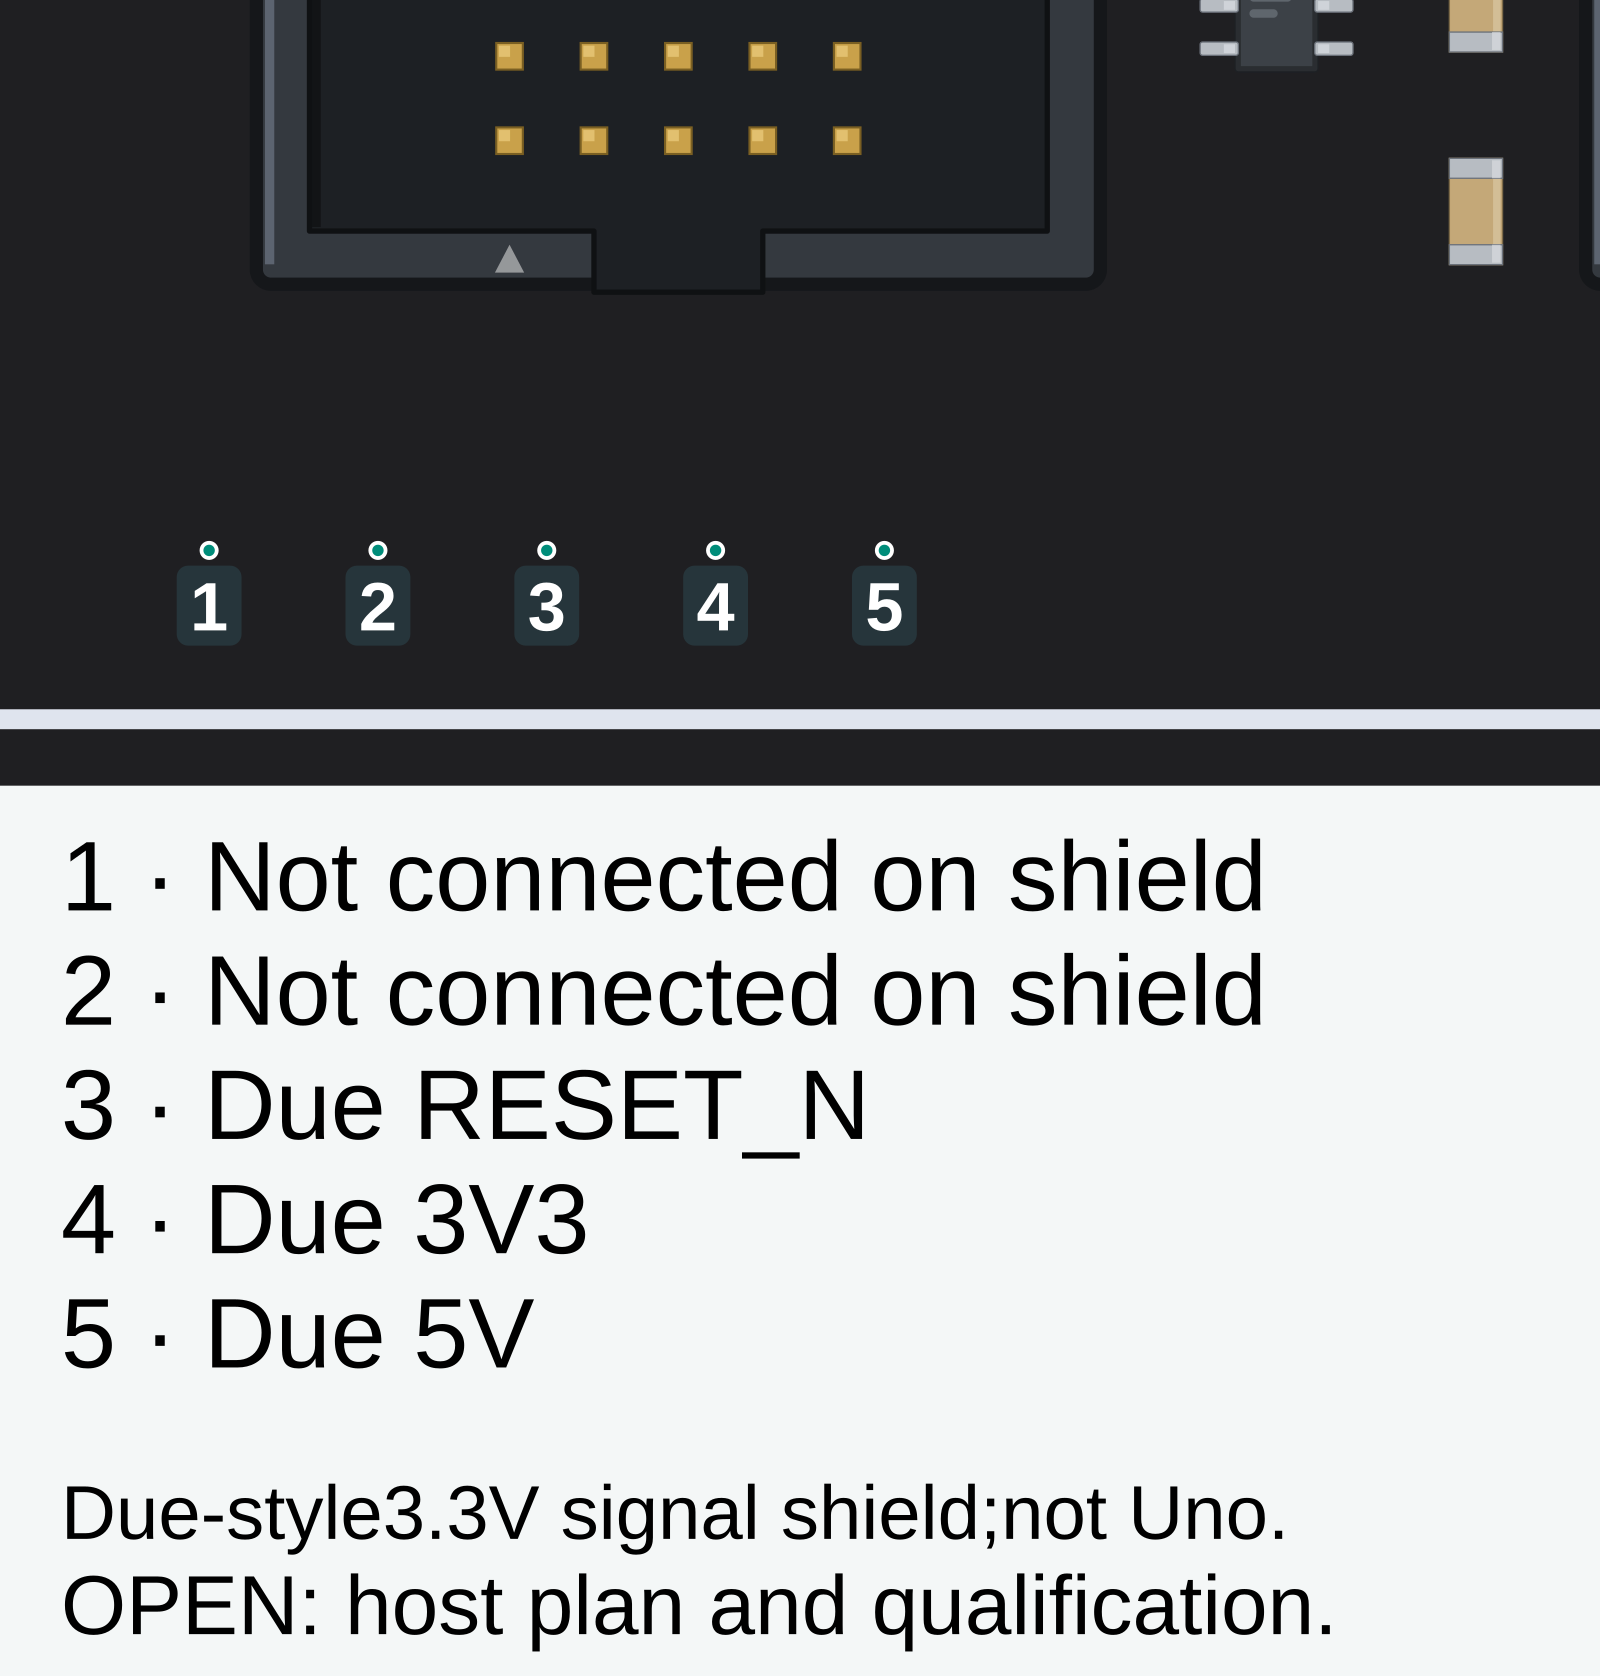 1 2 3 4 5
1 · Not connected on shield
2 · Not connected on shield
3 · Due RESET_N
4 · Due 3V3
5 · Due 5V
Due-style3.3V signal shield;not Uno.
OPEN: host plan and qualification.